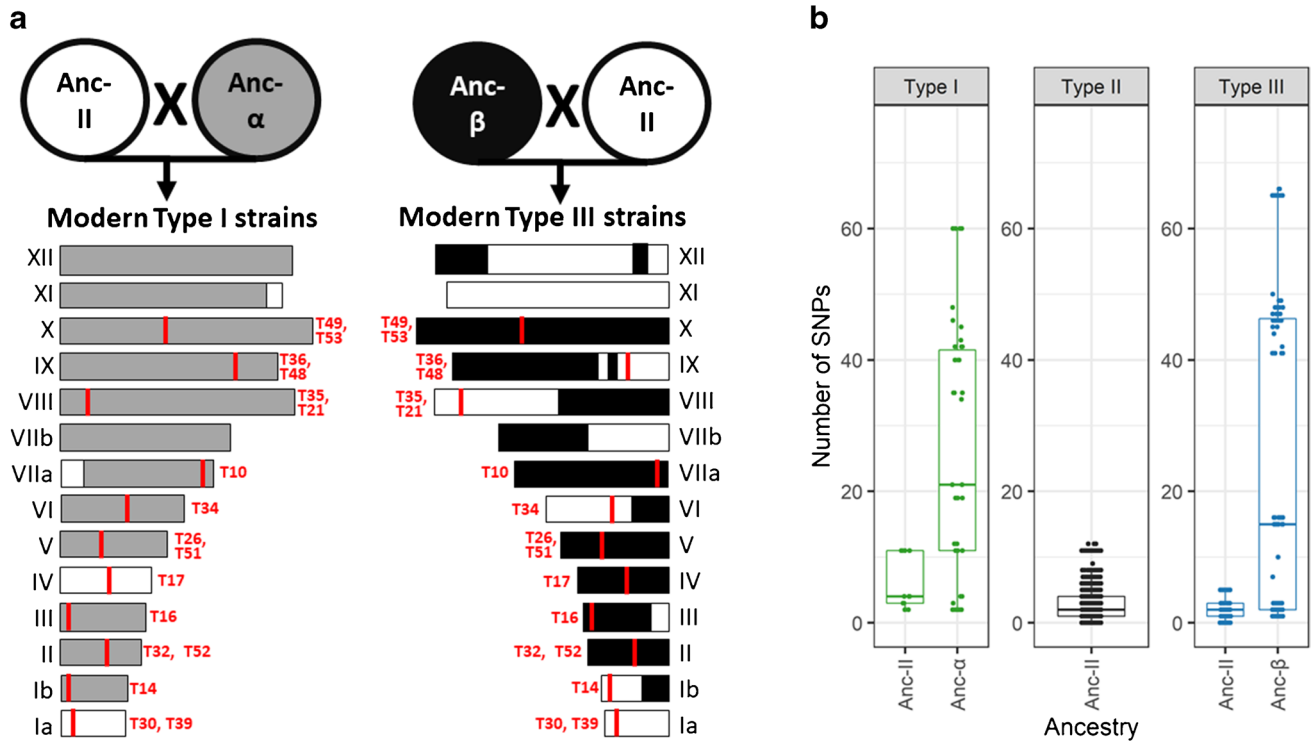 a
Anc-
II
X
Anc-
α
Modern Type I strains
XII
XI
X
T49,
T53
IX
T36,
T48
VIII
T35,
T21
VIIb
VIIa
T10
VI
T34
V
T26,
T51
IV
T17
III
T16
II
T32, T52
Ib
T14
Ia
T30, T39
Anc-
β
X
Anc-
II
Modern Type III strains
XII
XI
T49,
T53
X
T36,
T48
IX
T35,
T21
VIII
VIIb
T10
VIIa
T34
VI
T26,
T51
V
T17
IV
T16
III
T32, T52
II
T14
Ib
T30, T39
Ia
b
Number of SNPs
Type I
60
40
20
0
Anc-II
Anc-α
Type II
60
40
20
0
Anc-II
Type III
60
40
20
0
Anc-II
Anc-β
Ancestry